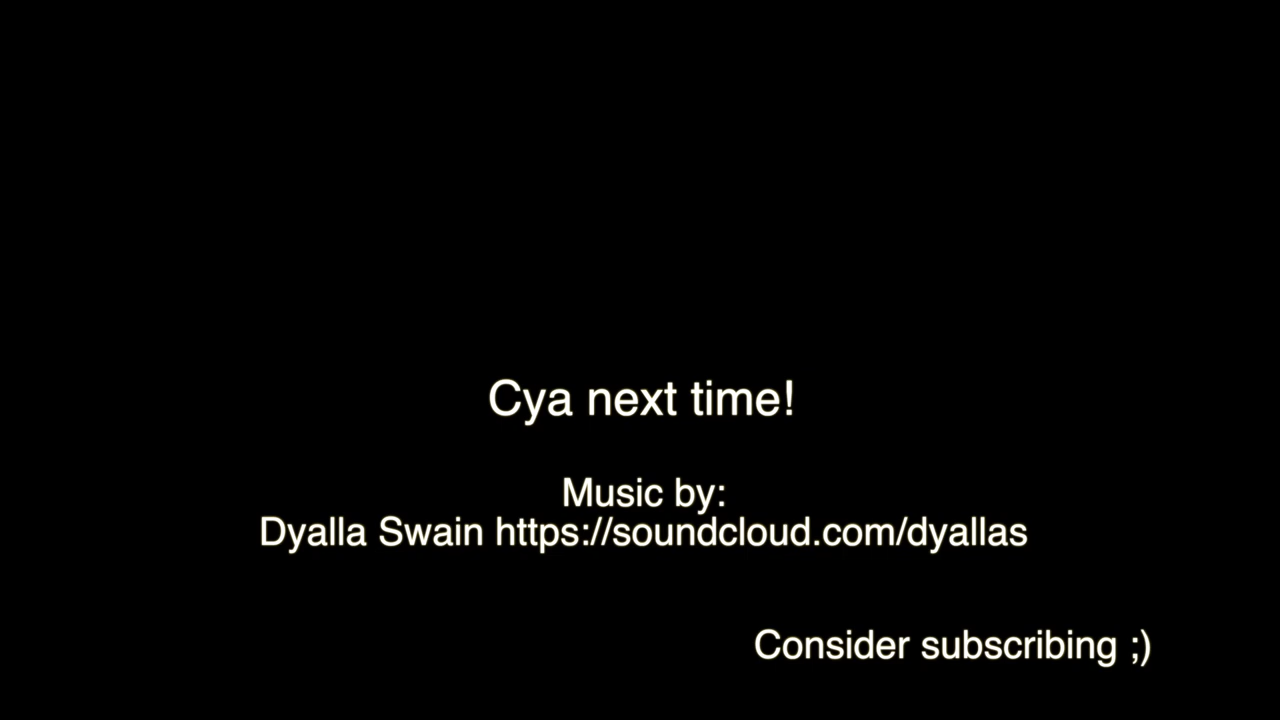 Cya next time!
Music by:
Dyalla Swain https://soundcloud.com/dyallas
Consider subscribing ;)